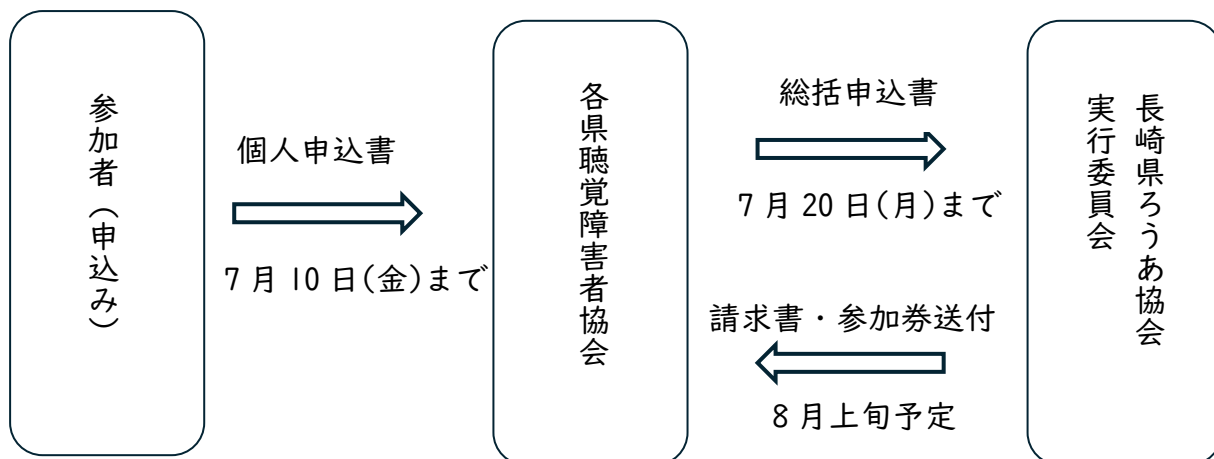 参加者（申込み）
個人申込書
7月10日(金)まで
各県聴覚障害者協会
総括申込書
7月20日(月)まで
請求書・参加券送付
8月上旬予定
長崎県ろうあ協会
実行委員会